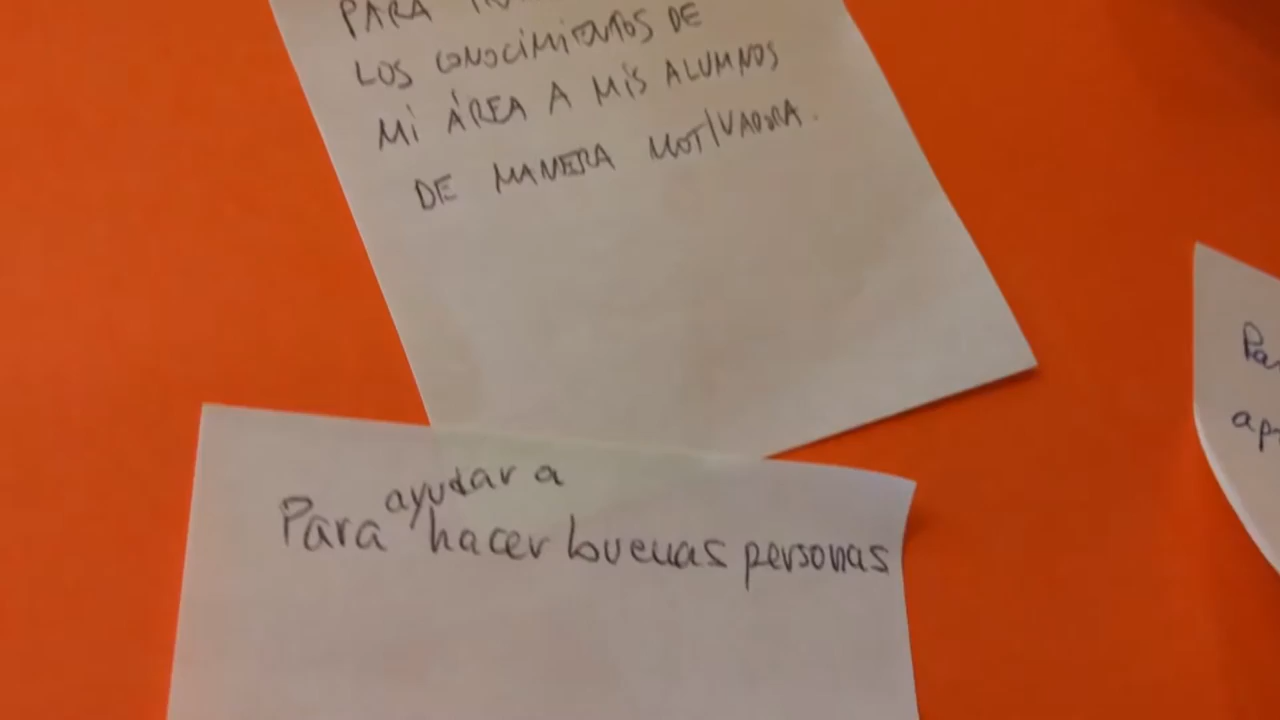 PARA
LOS CONOCIMIENTOS DE
MI ÁREA A MIS ALUMNOS
DE MANERA MOTIVADORA.
ayudar a
Para hacer buenas personas